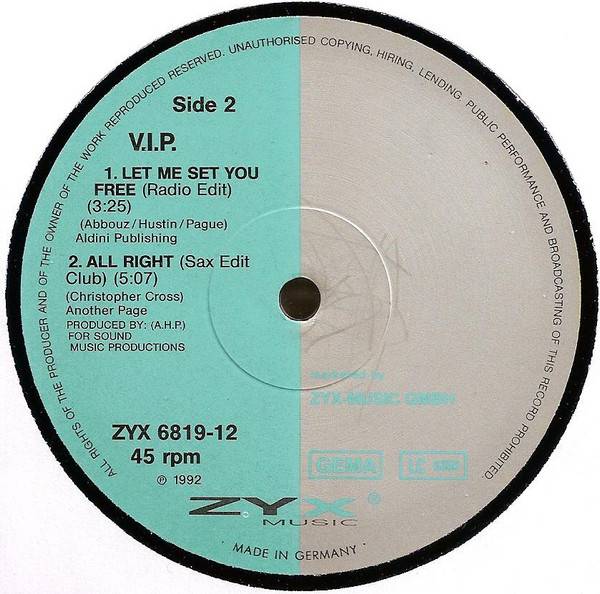 ALL RIGHTS OF THE PRODUCER AND OF THE OWNER OF THE WORK REPRODUCED RESERVED. UNAUTHORISED COPYING, HIRING, LENDING, PUBLIC PERFORMANCE AND BROADCASTING OF THIS RECORD PROHIBITED.
Side 2
V.I.P.
1. LET ME SET YOU
FREE (Radio Edit)
(3:25)
(Abbouz/Hustin/Pague)
Aldini Publishing
2. ALL RIGHT (Sax Edit
Club) (5:07)
(Christopher Cross)
Another Page
PRODUCED BY: (A.H.P.)
FOR SOUND
MUSIC PRODUCTIONS
marketed by
ZYX-MUSIC GMBH
ZYX 6819-12
45 rpm
GEMA
LC
℗ 1992
ZYX ®
MUSIC
· MADE IN GERMANY ·